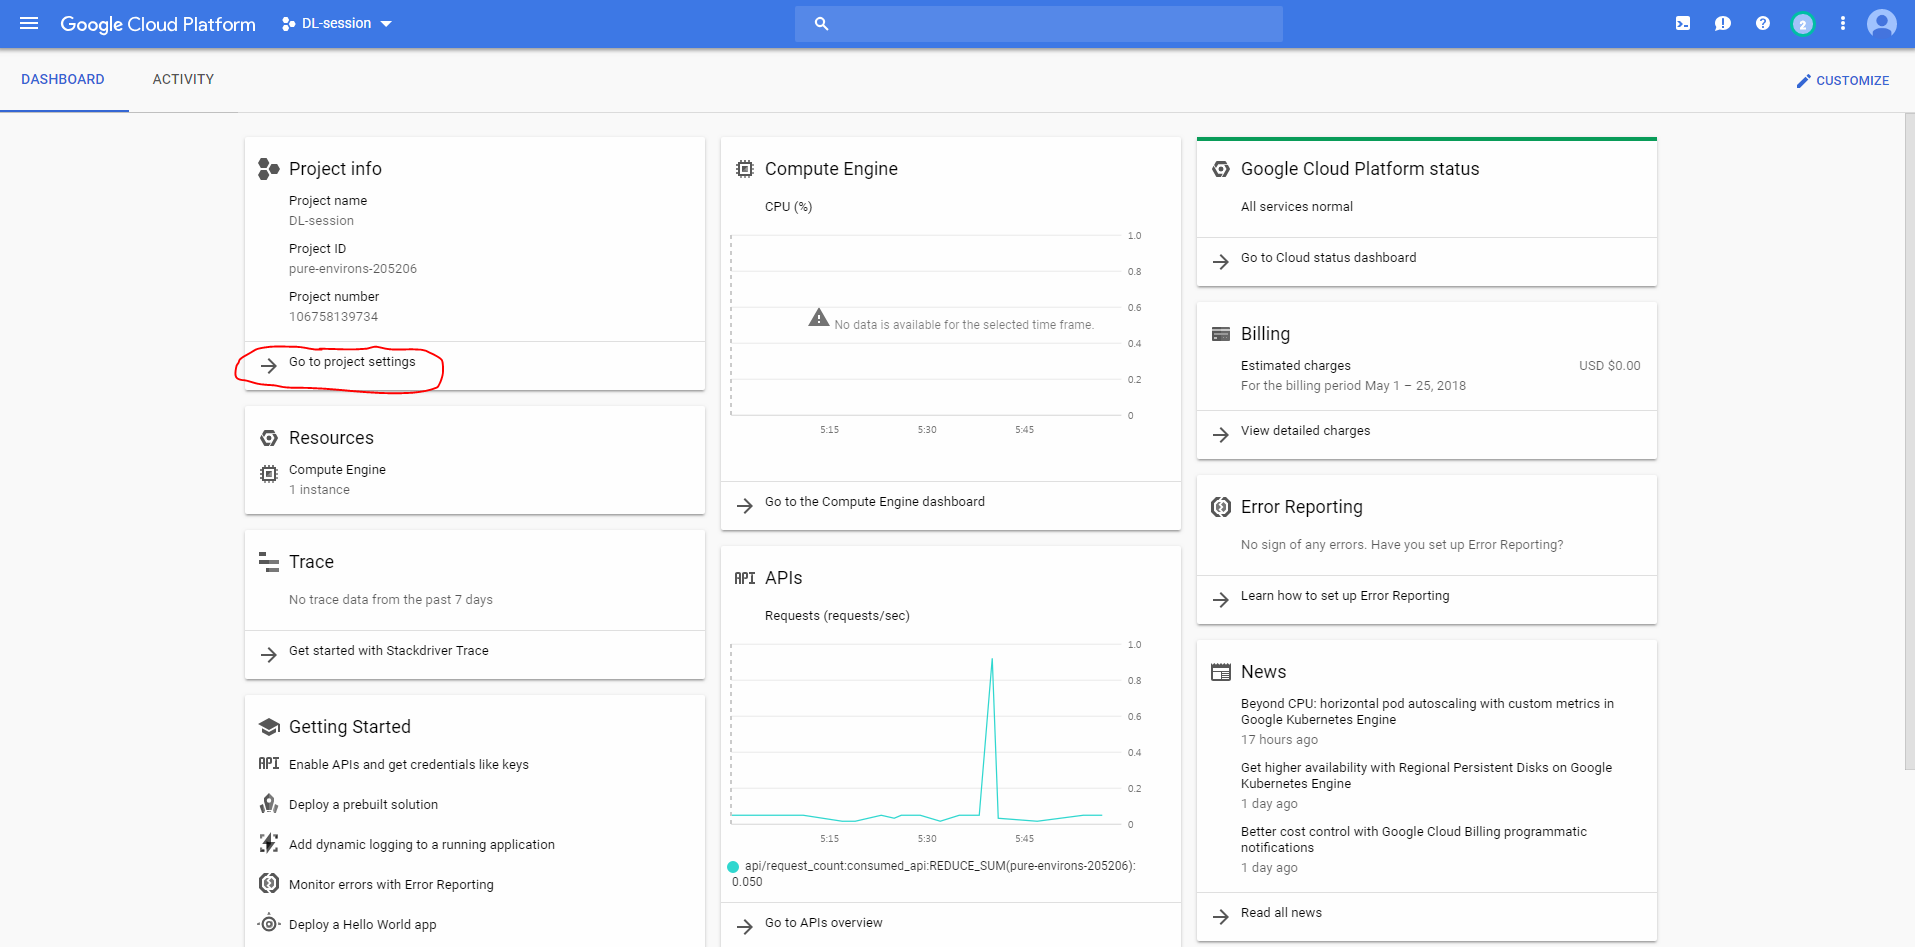 Google Cloud Platform
DL-session
2
DASHBOARD
ACTIVITY
CUSTOMIZE
Project info
Project name
DL-session
Project ID
pure-environs-205206
Project number
106758139734
Go to project settings
Resources
Compute Engine
1 instance
Trace
No trace data from the past 7 days
Get started with Stackdriver Trace
Getting Started
API Enable APIs and get credentials like keys
Deploy a prebuilt solution
Add dynamic logging to a running application
Monitor errors with Error Reporting
Deploy a Hello World app
Compute Engine
CPU (%)
1.0
0.8
0.6
No data is available for the selected time frame.
0.4
0.2
0
5:15 5:30 5:45
Go to the Compute Engine dashboard
API APIs
Requests (requests/sec)
1.0
0.8
0.6
0.4
0.2
0
5:15 5:30 5:45
api/request_count:consumed_api:REDUCE_SUM(pure-environs-205206):
0.050
Go to APIs overview
Google Cloud Platform status
All services normal
Go to Cloud status dashboard
Billing
Estimated charges USD $0.00
For the billing period May 1 – 25, 2018
View detailed charges
Error Reporting
No sign of any errors. Have you set up Error Reporting?
Learn how to set up Error Reporting
News
Beyond CPU: horizontal pod autoscaling with custom metrics in
Google Kubernetes Engine
17 hours ago
Get higher availability with Regional Persistent Disks on Google
Kubernetes Engine
1 day ago
Better cost control with Google Cloud Billing programmatic
notifications
1 day ago
Read all news